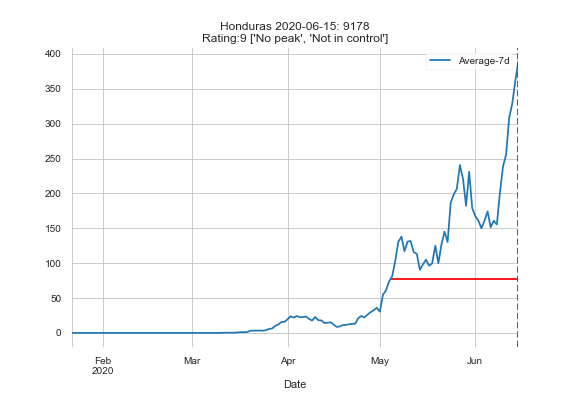 Honduras 2020-06-15: 9178
Rating:9 ['No peak', 'Not in control']
Average-7d
400
350
300
250
200
150
100
50
0
Feb
2020
Mar
Apr
May
Jun
Date